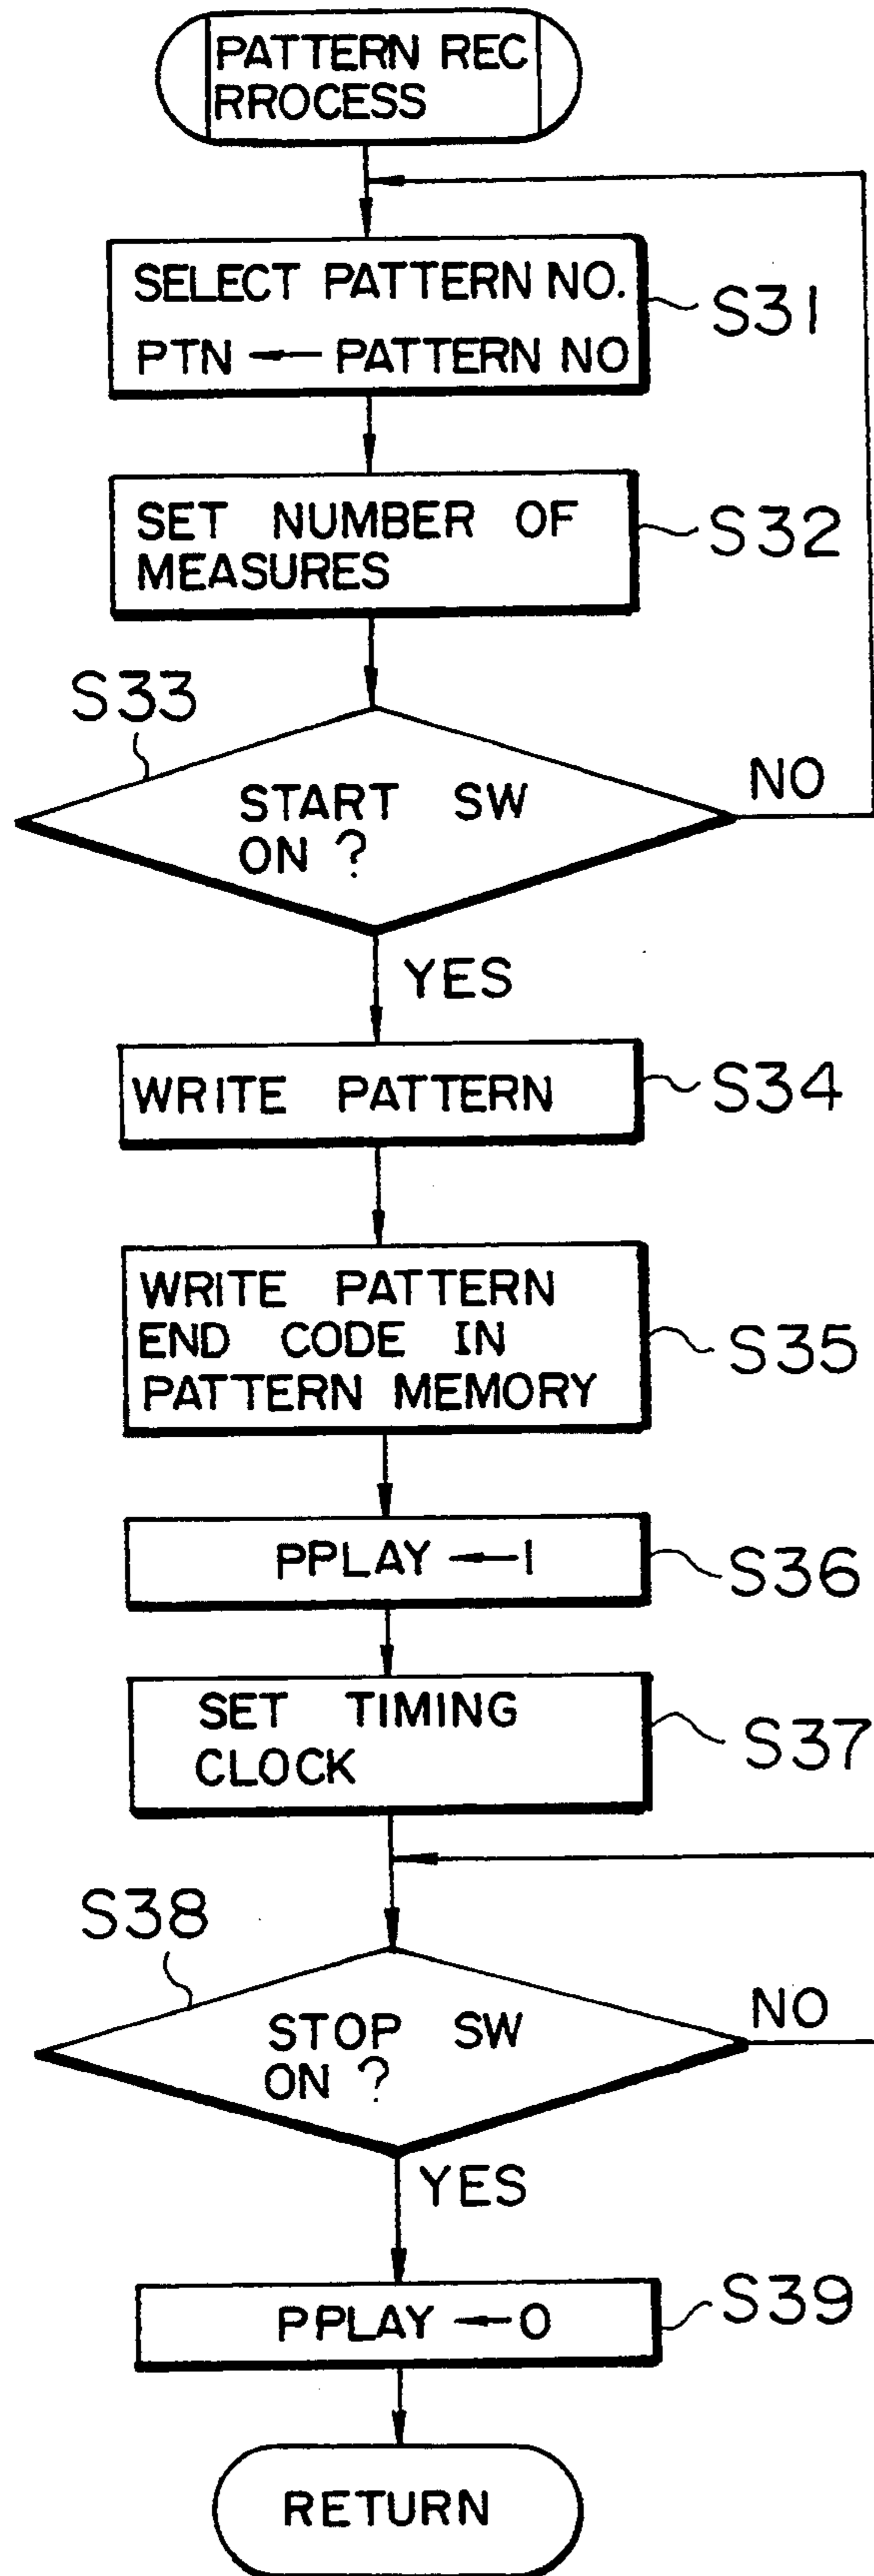 PATTERN REC
RROCESS
SELECT PATTERN NO.
PTN ← PATTERN NO
S31
SET NUMBER OF
MEASURES
S32
S33
START SW
ON ?
NO
YES
WRITE PATTERN
S34
WRITE PATTERN
END CODE IN
PATTERN MEMORY
S35
PPLAY ← 1
S36
SET TIMING
CLOCK
S37
S38
STOP SW
ON ?
NO
YES
PPLAY ← 0
S39
RETURN